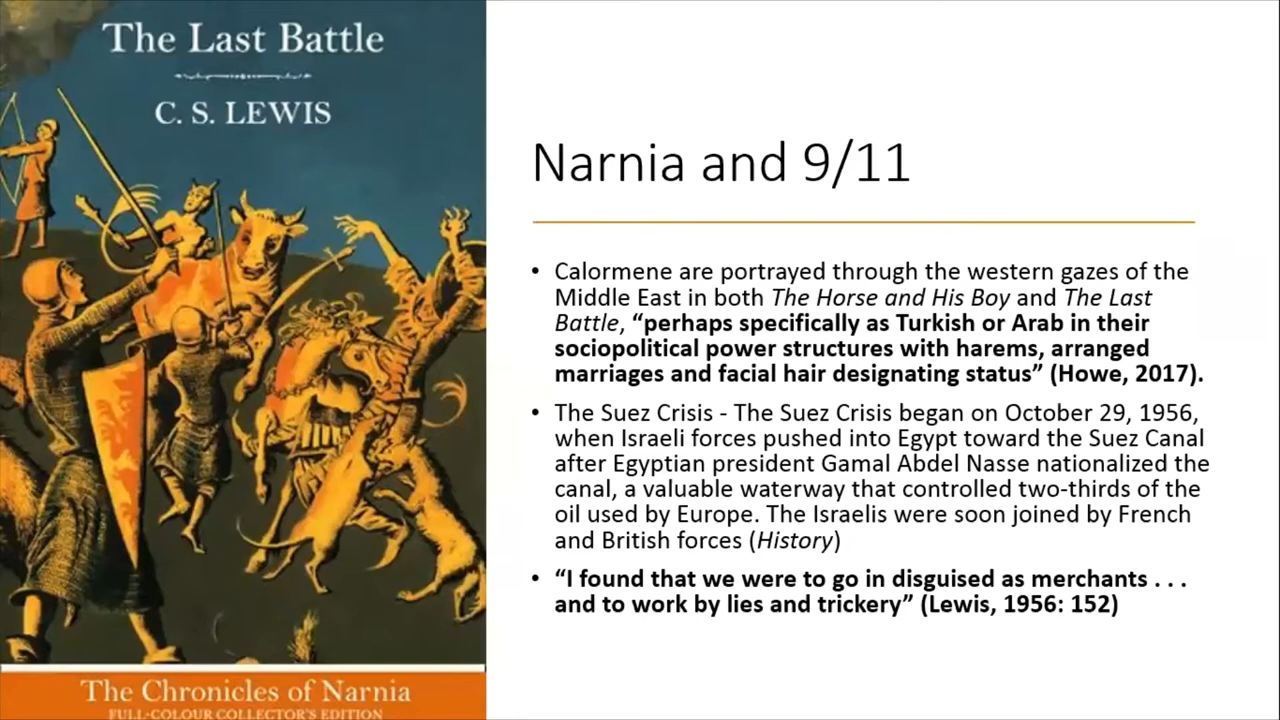 The Last Battle
C. S. LEWIS
The Chronicles of Narnia
FULL-COLOUR COLLECTOR'S EDITION
Narnia and 9/11
• Calormene are portrayed through the western gazes of the
Middle East in both The Horse and His Boy and The Last
Battle, “perhaps specifically as Turkish or Arab in their
sociopolitical power structures with harems, arranged
marriages and facial hair designating status” (Howe, 2017).
• The Suez Crisis - The Suez Crisis began on October 29, 1956,
when Israeli forces pushed into Egypt toward the Suez Canal
after Egyptian president Gamal Abdel Nasse nationalized the
canal, a valuable waterway that controlled two-thirds of the
oil used by Europe. The Israelis were soon joined by French
and British forces (History)
• “I found that we were to go in disguised as merchants . . .
and to work by lies and trickery” (Lewis, 1956: 152)